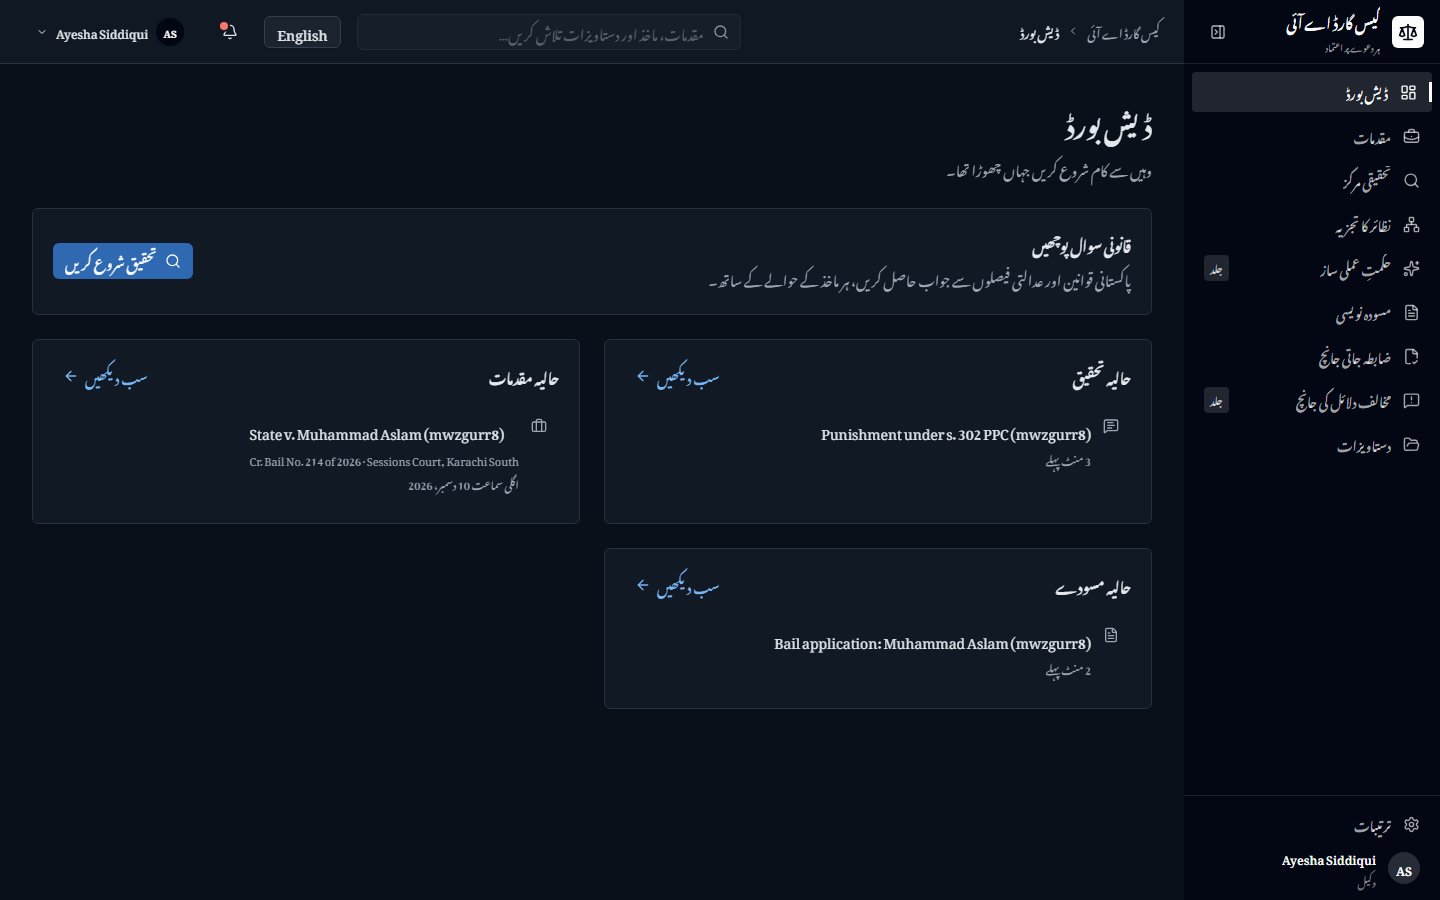 کیس گارڈ اے آئی
ہر دعوے پر اعتماد
ڈیش بورڈ
مقدمات
تحقیقی مرکز
نظائر کا تجزیہ
حکمتِ عملی ساز
جلد
مسودہ نویسی
ضابطہ جاتی جانچ
مخالف دلائل کی جانچ
جلد
دستاویزات
ترتیبات
AS
Ayesha Siddiqui
وکیل
کیس گارڈ اے آئی
ڈیش بورڈ
مقدمات، ماخذ اور دستاویزات تلاش کریں...
English
AS
Ayesha Siddiqui
ڈیش بورڈ
وہیں سے کام شروع کریں جہاں چھوڑا تھا۔
قانونی سوال پوچھیں
پاکستانی قوانین اور عدالتی فیصلوں سے جواب حاصل کریں، ہر ماخذ کے حوالے کے ساتھ۔
تحقیق شروع کریں
حالیہ تحقیق
سب دیکھیں
Punishment under s. 302 PPC (mwzgurr8)
3 منٹ پہلے
حالیہ مقدمات
سب دیکھیں
State v. Muhammad Aslam (mwzgurr8)
Cr. Bail No. 214 of 2026 · Sessions Court, Karachi South
اگلی سماعت 10 دسمبر، 2026
حالیہ مسودے
سب دیکھیں
Bail application: Muhammad Aslam (mwzgurr8)
2 منٹ پہلے